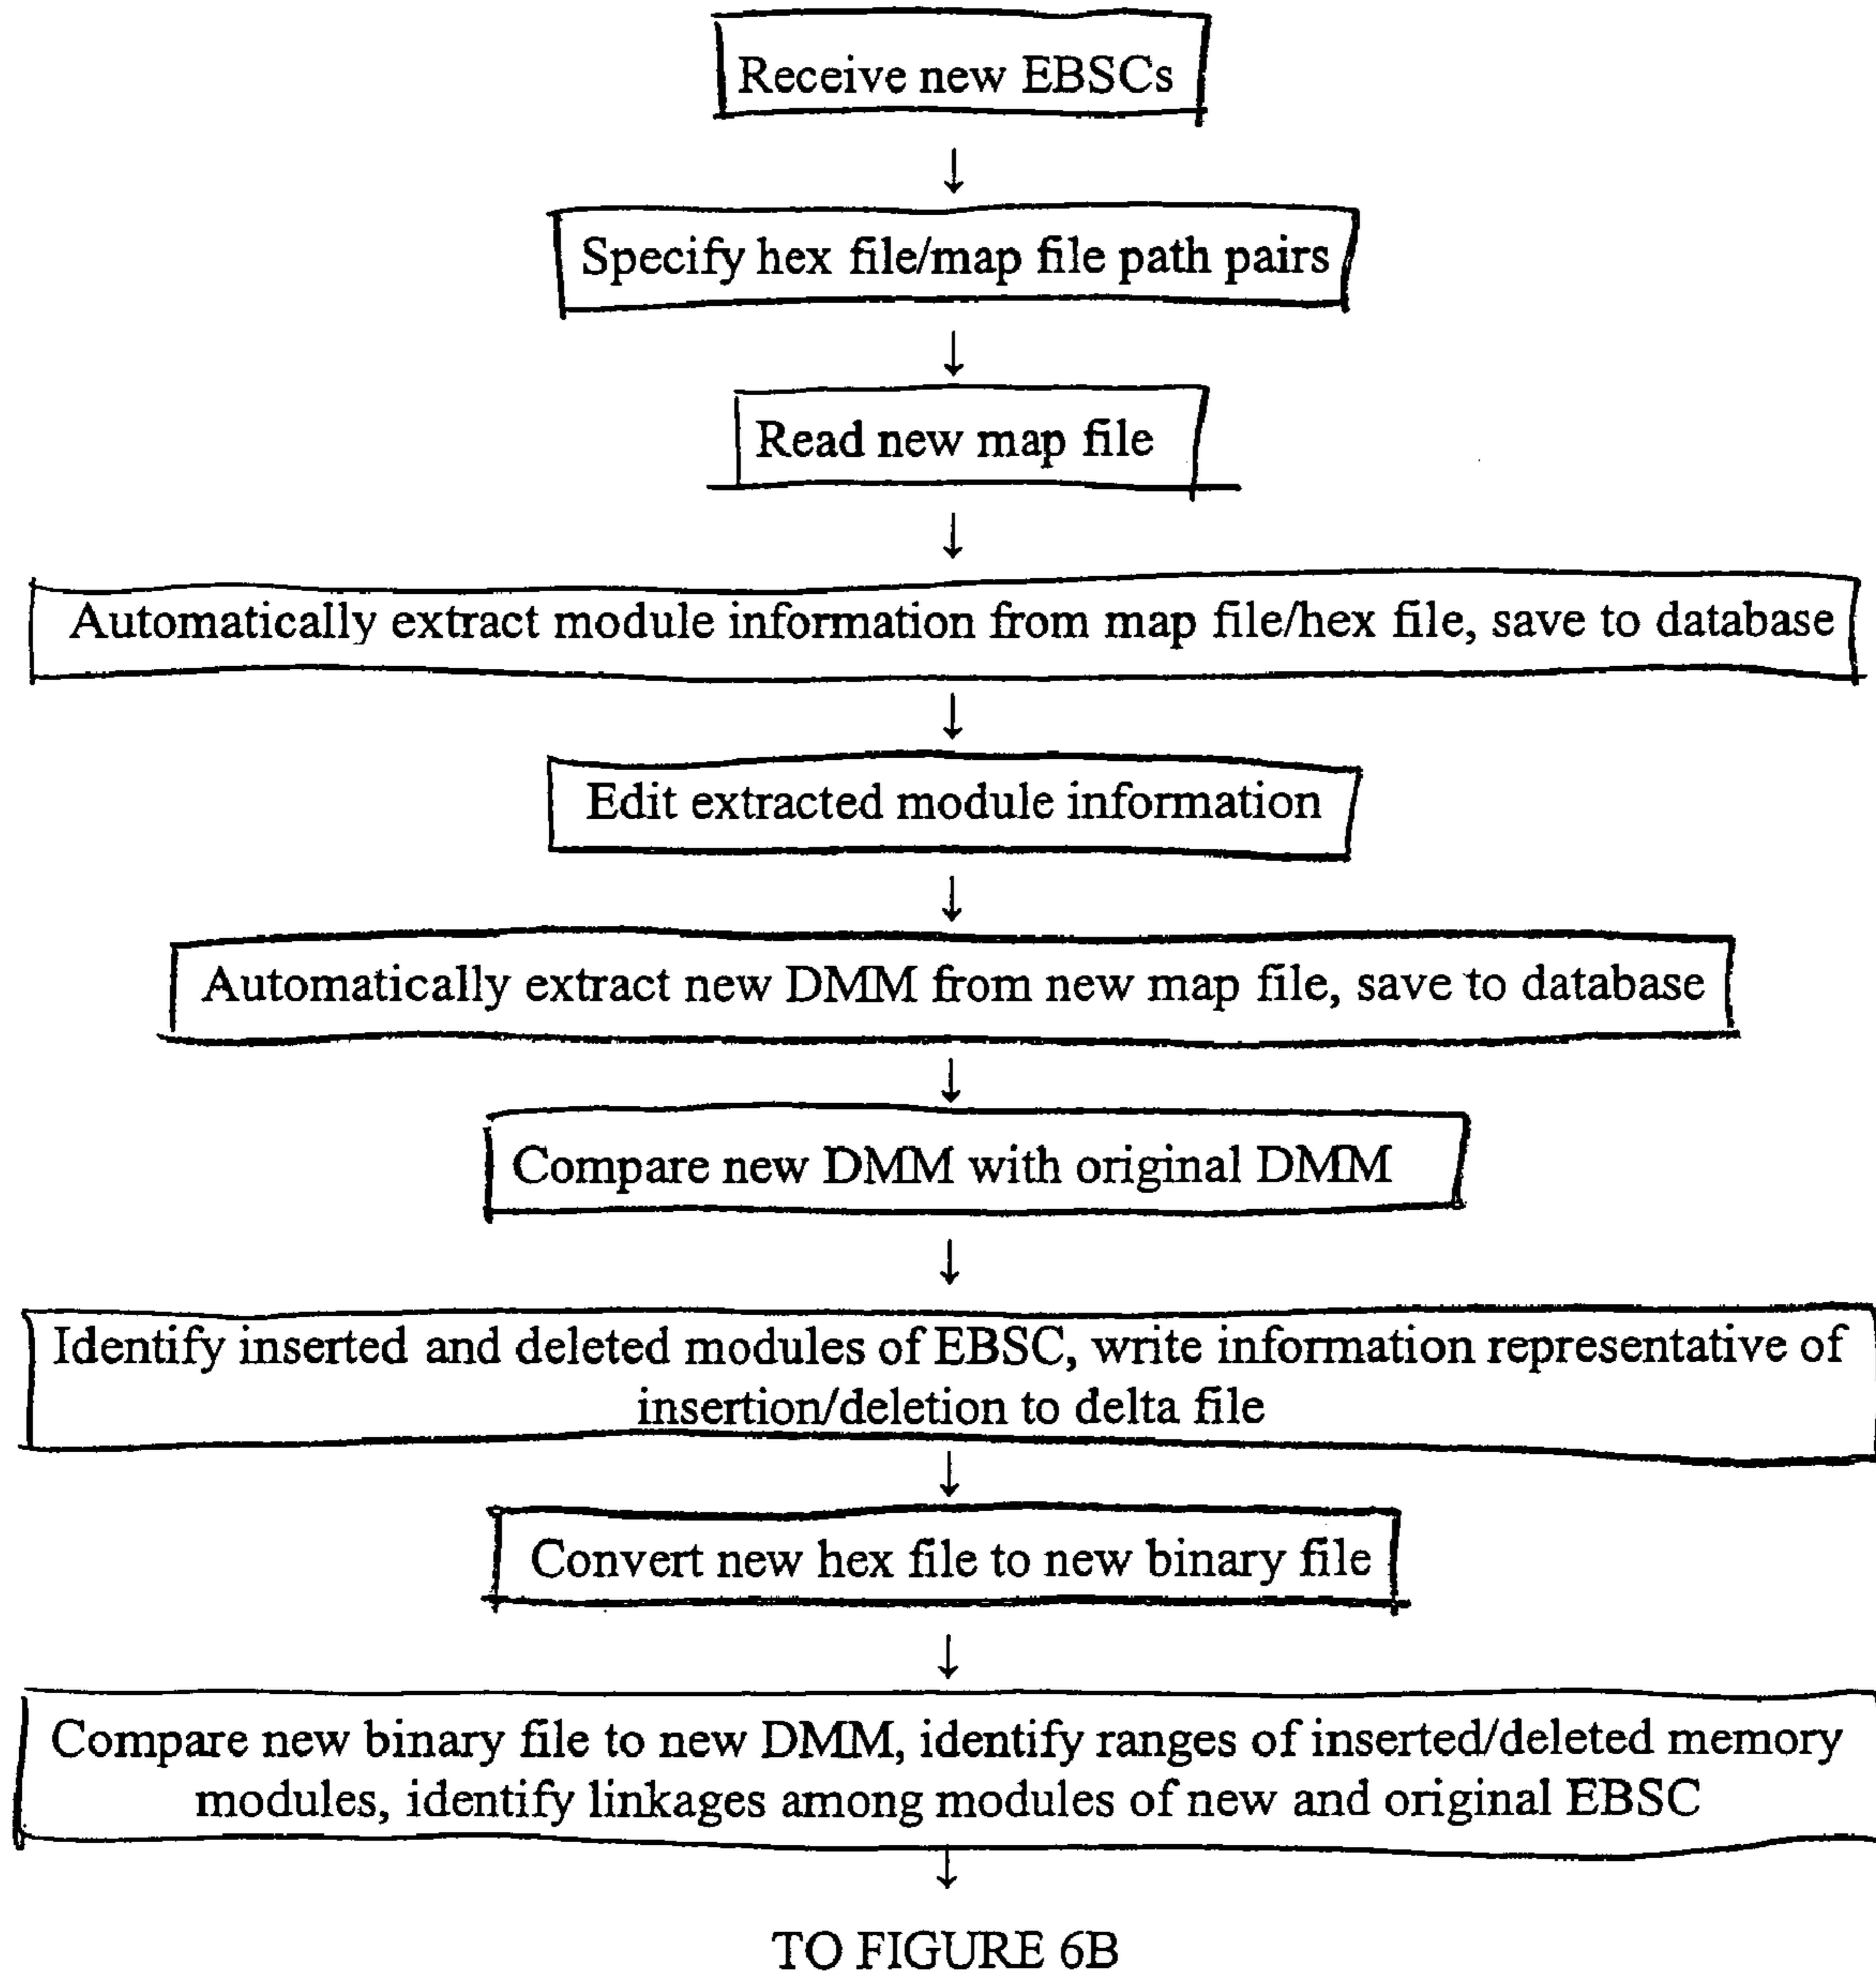 Receive new EBSCs
↓
Specify hex file/map file path pairs
↓
Read new map file
↓
Automatically extract module information from map file/hex file, save to database
↓
Edit extracted module information
↓
Automatically extract new DMM from new map file, save to database
↓
Compare new DMM with original DMM
↓
Identify inserted and deleted modules of EBSC, write information representative of
insertion/deletion to delta file
↓
Convert new hex file to new binary file
↓
Compare new binary file to new DMM, identify ranges of inserted/deleted memory
modules, identify linkages among modules of new and original EBSC
↓
TO FIGURE 6B